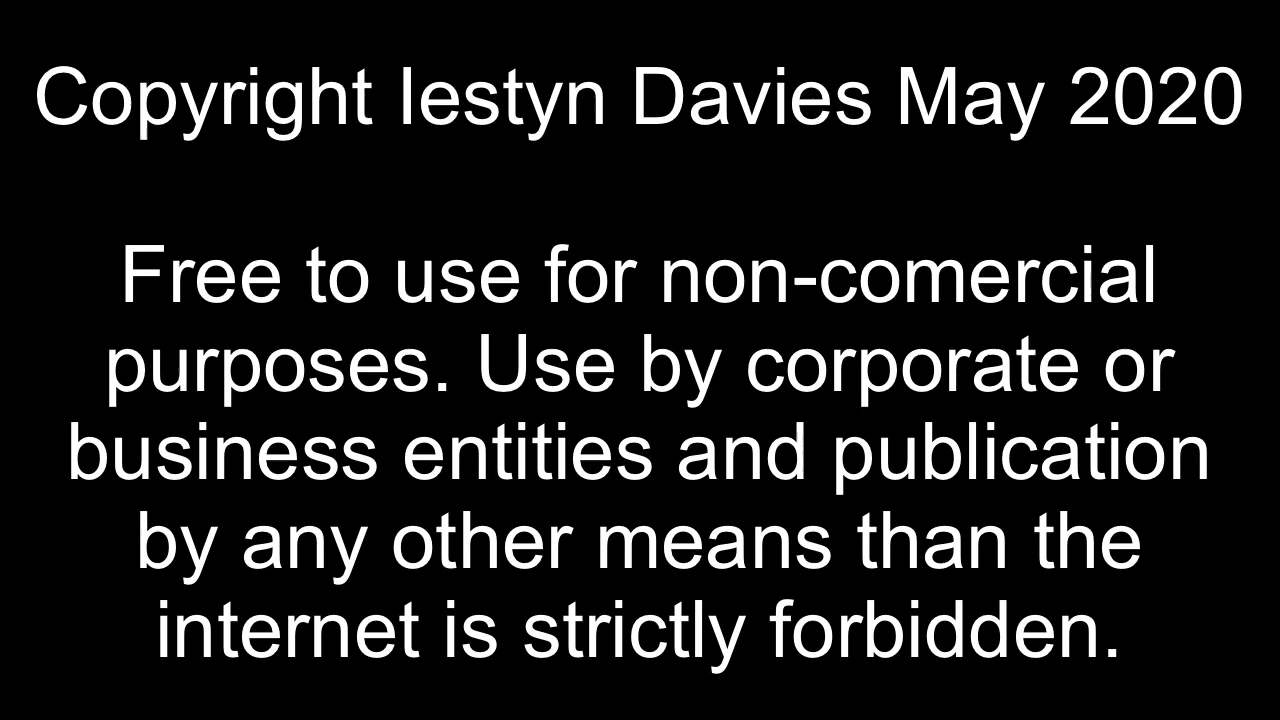 Copyright Iestyn Davies May 2020
Free to use for non-comercial
purposes. Use by corporate or
business entities and publication
by any other means than the
internet is strictly forbidden.